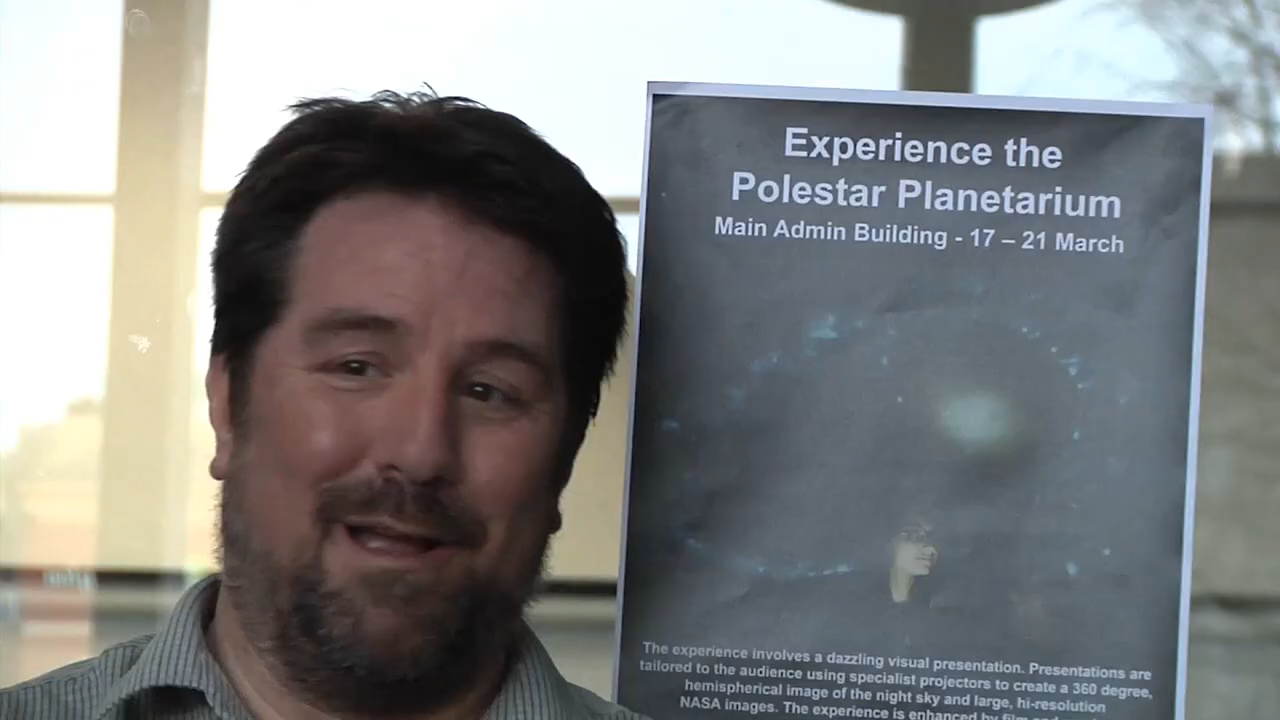 Experience the
Polestar Planetarium
Main Admin Building - 17 – 21 March
The experience involves a dazzling visual presentation. Presentations are
tailored to the audience using specialist projectors to create a 360 degree,
hemispherical image of the night sky and large, hi-resolution
NASA images. The experience is enhanced by film and